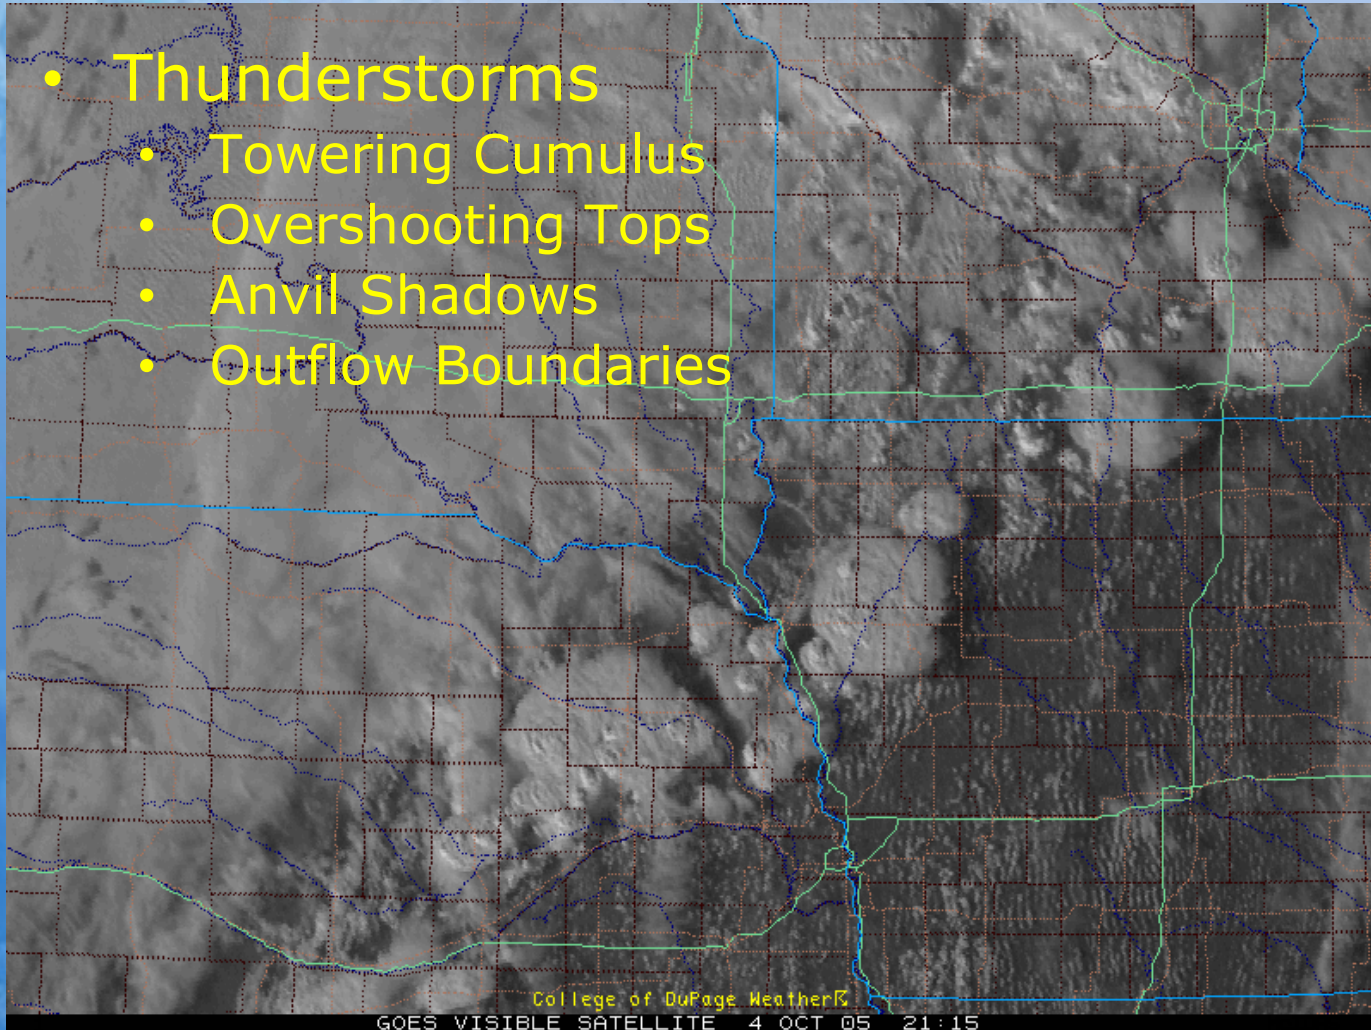 • Thunderstorms
• Towering Cumulus
• Overshooting Tops
• Anvil Shadows
• Outflow Boundaries
College of DuPage Weather
GOES VISIBLE SATELLITE 4 OCT 05 21:15